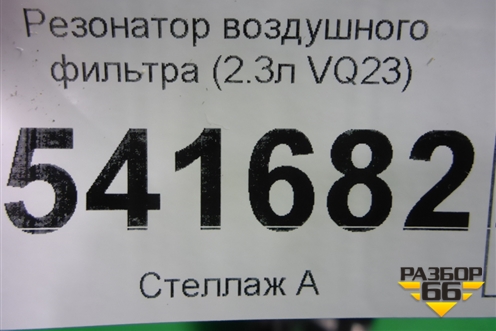 Резонатор воздушного
фильтра (2.3л VQ23)
541682
Стеллаж А
РАЗБОР
66